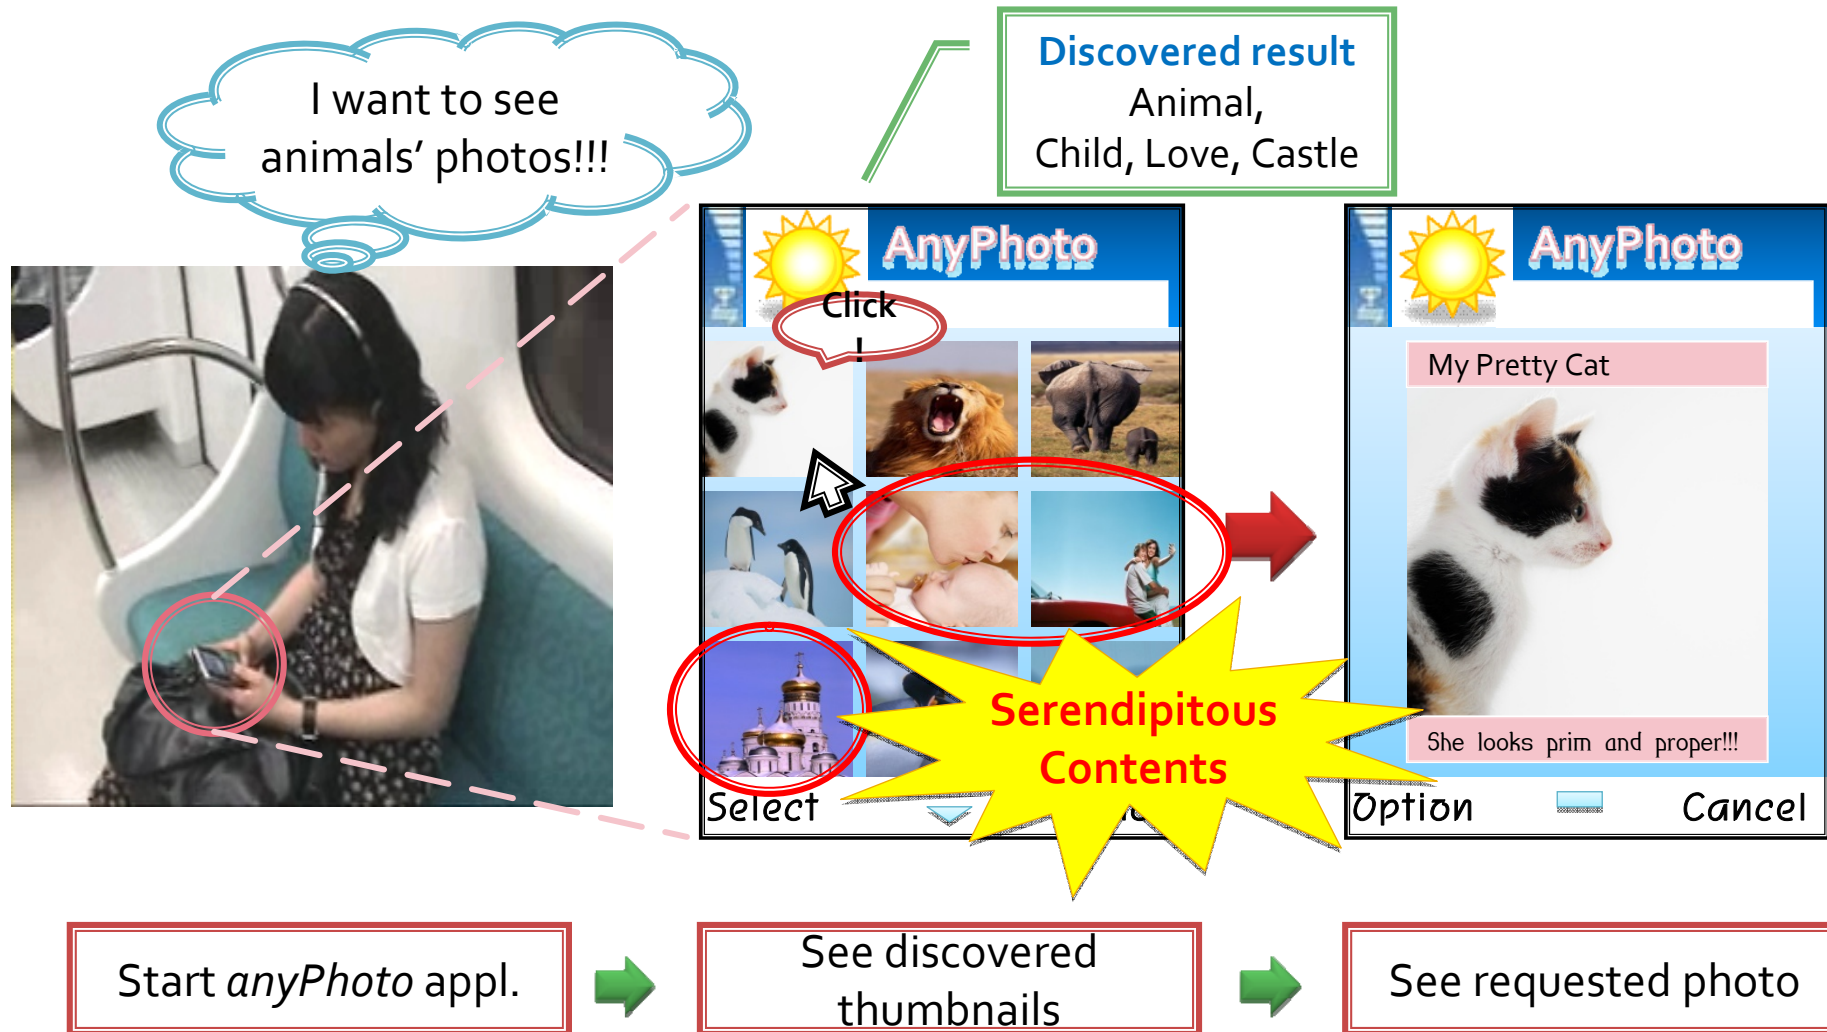 I want to see
animals’ photos!!!
Discovered result
Animal,
Child, Love, Castle
AnyPhoto
Click
!
Serendipitous
Contents
Select
AnyPhoto
My Pretty Cat
She looks prim and proper!!!
Option
Cancel
Start anyPhoto appl.
See discovered
thumbnails
See requested photo